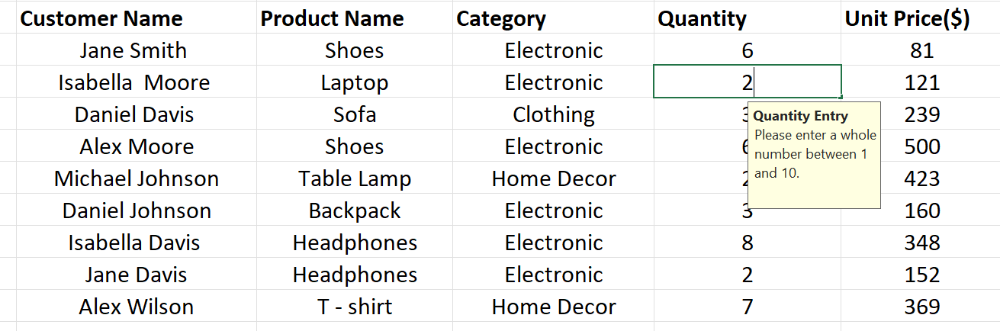 Customer Name Product Name Category Quantity Unit Price($)
Jane Smith Shoes Electronic 6 81
Isabella  Moore Laptop Electronic 2 121
Daniel Davis Sofa Clothing 239
Alex Moore Shoes Electronic 500
Michael Johnson Table Lamp Home Decor 423
Daniel Johnson Backpack Electronic 3 160
Isabella Davis Headphones Electronic 8 348
Jane Davis Headphones Electronic 2 152
Alex Wilson T - shirt Home Decor 7 369
Quantity Entry
Please enter a whole
number between 1
and 10.